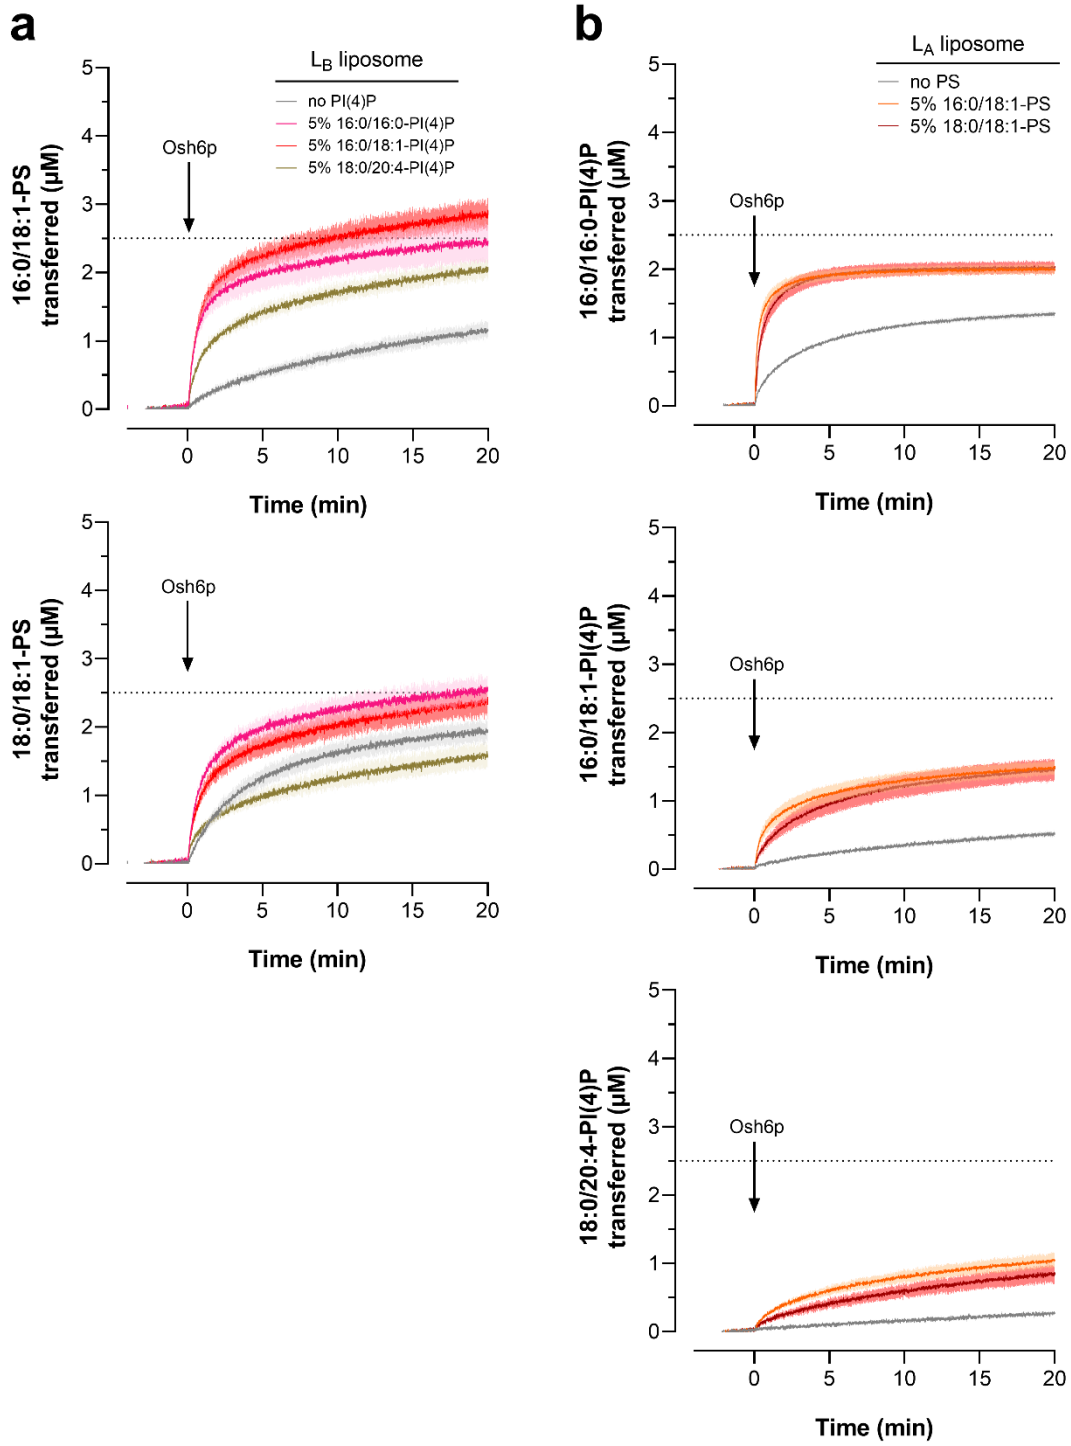 a
L_B liposome
no PI(4)P
5% 16:0/16:0-PI(4)P
5% 16:0/18:1-PI(4)P
5% 18:0/20:4-PI(4)P
Osh6p
16:0/18:1-PS
transferred (µM)
5
4
3
2
1
0
0 5 10 15 20
Time (min)
Osh6p
18:0/18:1-PS
transferred (µM)
5
4
3
2
1
0
0 5 10 15 20
Time (min)
b
L_A liposome
no PS
5% 16:0/18:1-PS
5% 18:0/18:1-PS
Osh6p
16:0/16:0-PI(4)P
transferred (µM)
5
4
3
2
1
0
0 5 10 15 20
Time (min)
Osh6p
16:0/18:1-PI(4)P
transferred (µM)
5
4
3
2
1
0
0 5 10 15 20
Time (min)
Osh6p
18:0/20:4-PI(4)P
transferred (µM)
5
4
3
2
1
0
0 5 10 15 20
Time (min)